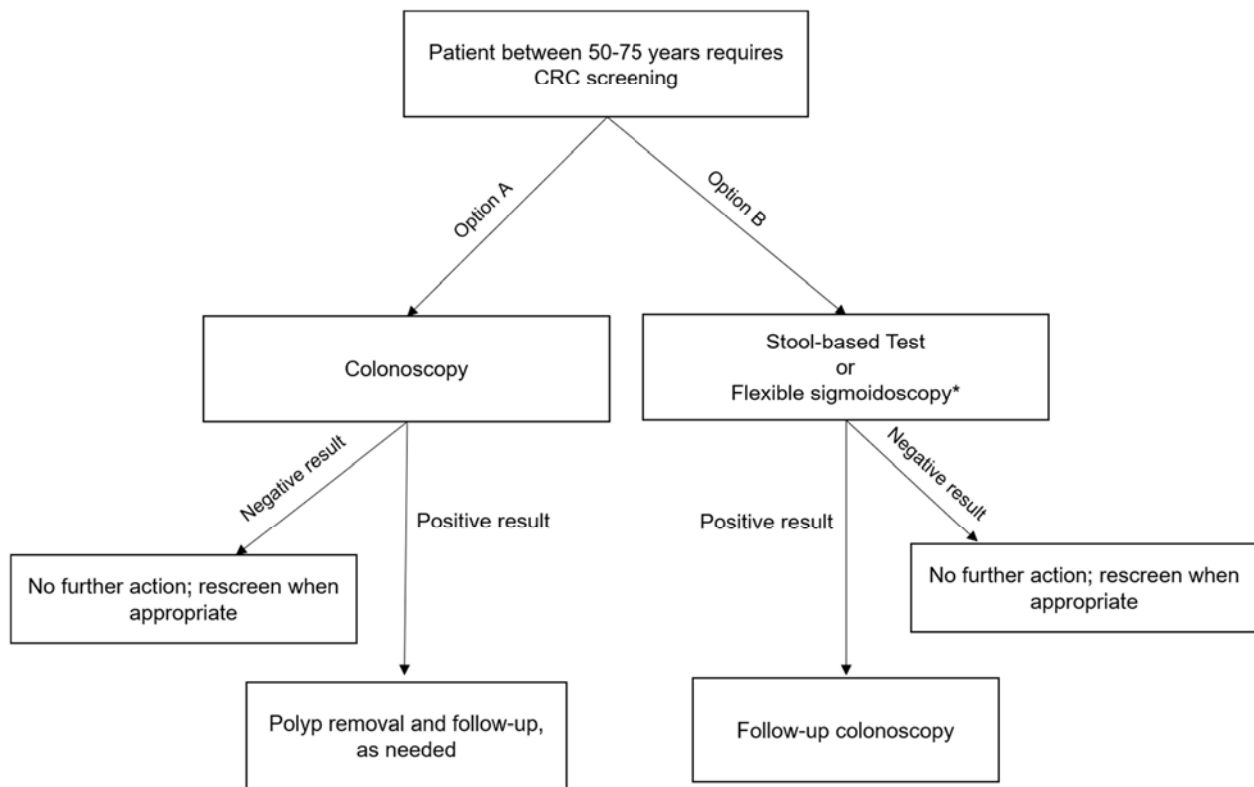 Patient between 50-75 years requires
CRC screening
Option A
Option B
Colonoscopy
Stool-based Test
or
Flexible sigmoidoscopy*
Negative result
Positive result
Positive result
Negative result
No further action; rescreen when
appropriate
No further action; rescreen when
appropriate
Polyp removal and follow-up,
as needed
Follow-up colonoscopy